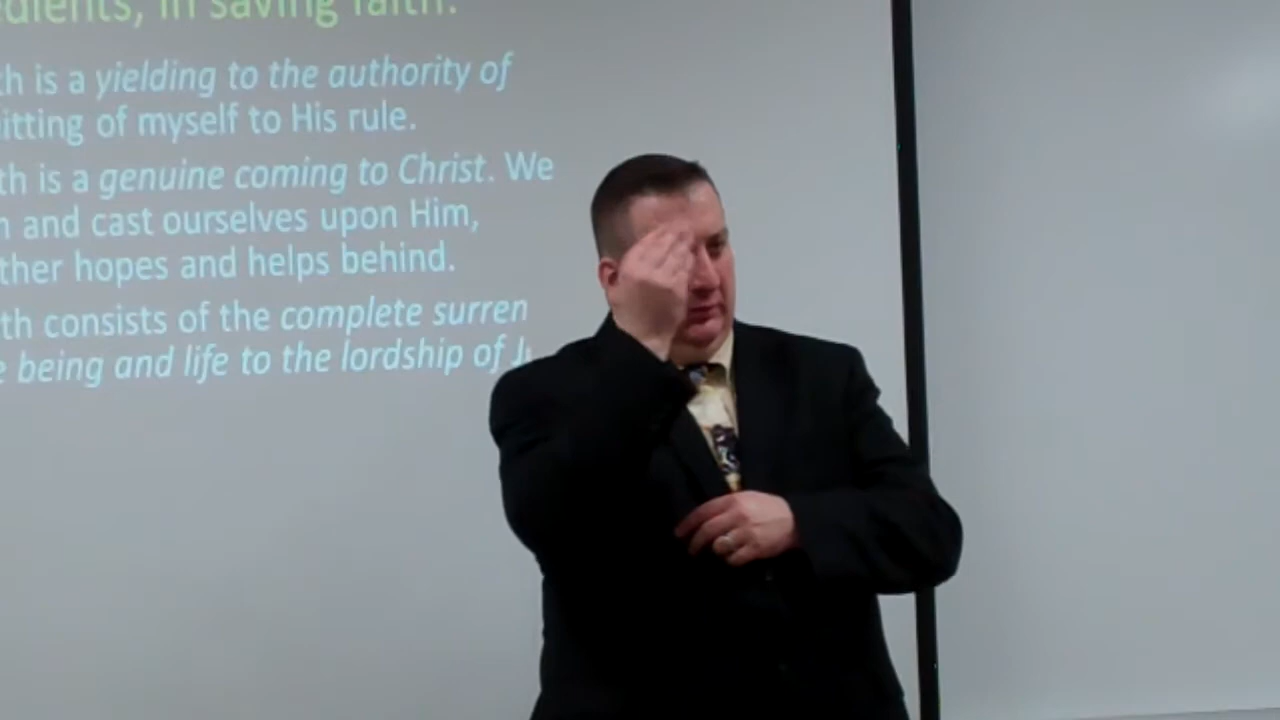 edients, in saving faith.
th is a yielding to the authority of
itting of myself to His rule.
th is a genuine coming to Christ. We
n and cast ourselves upon Him,
ther hopes and helps behind.
th consists of the complete surren
e being and life to the lordship of J